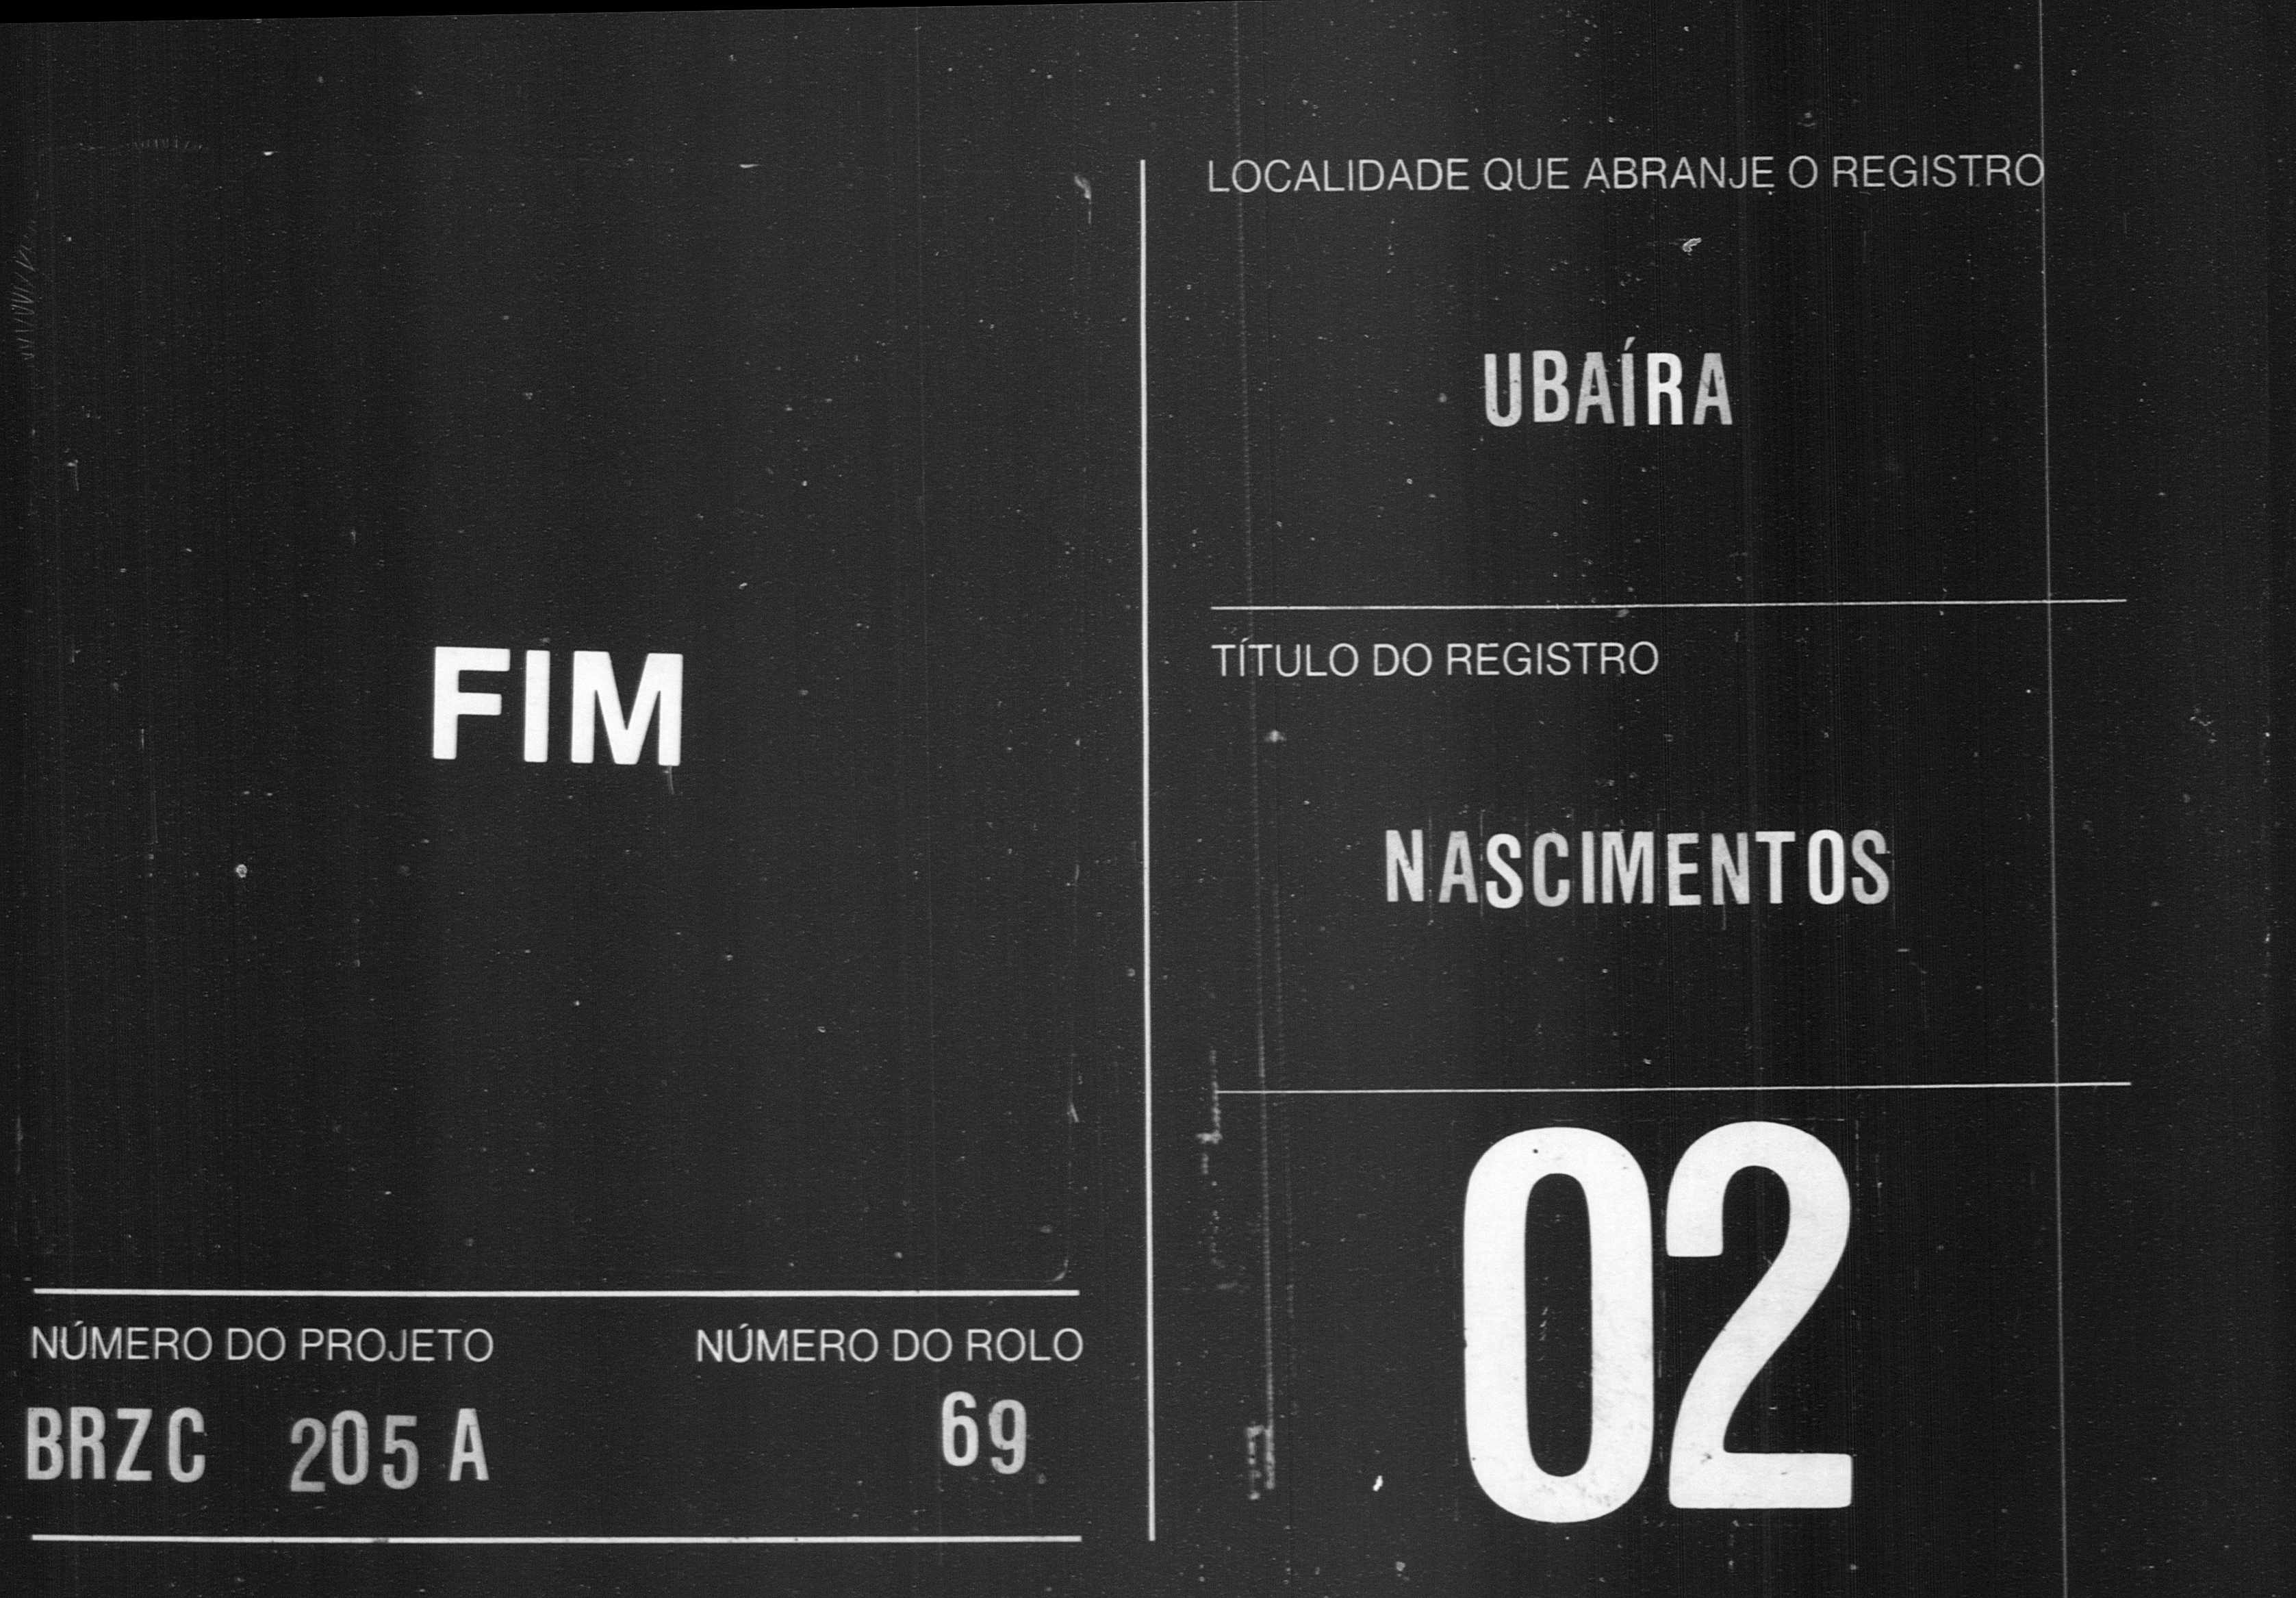 FIM
NÚMERO DO PROJETO
BRZC 205 A
NÚMERO DO ROLO
69
LOCALIDADE QUE ABRANJE O REGISTRO
UBAÍRA
TÍTULO DO REGISTRO
NASCIMENTOS
02